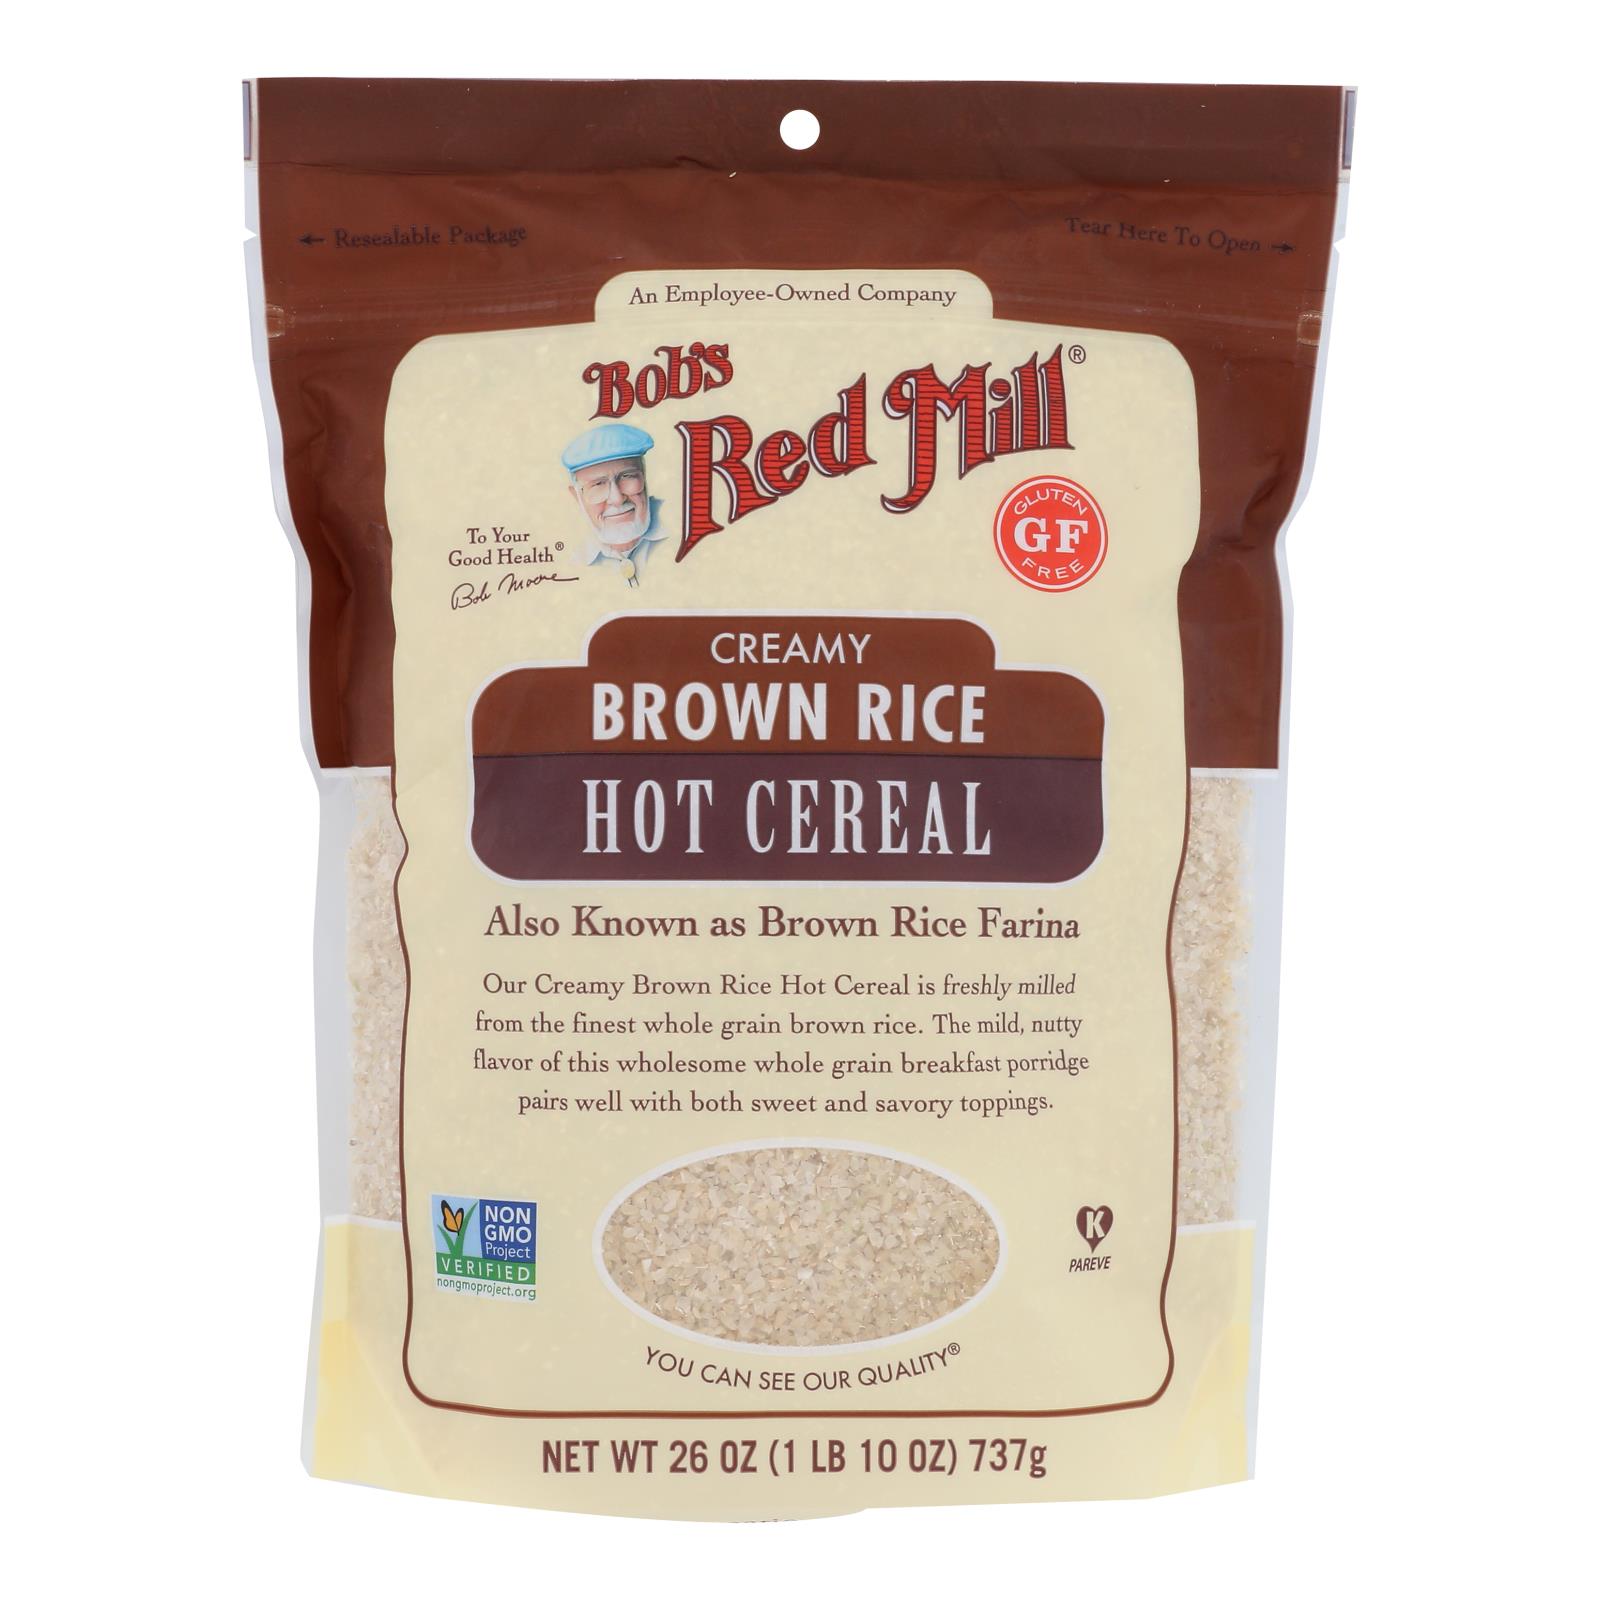 ← Resealable Package
Tear Here To Open →
An Employee-Owned Company
Bob's
Red Mill®
To Your
Good Health®
Bob Moore
GLUTEN
GF
FREE
CREAMY
BROWN RICE
HOT CEREAL
Also Known as Brown Rice Farina
Our Creamy Brown Rice Hot Cereal is freshly milled
from the finest whole grain brown rice. The mild, nutty
flavor of this wholesome whole grain breakfast porridge
pairs well with both sweet and savory toppings.
NON
GMO
Project
VERIFIED
nongmoproject.org
K
PAREVE
YOU CAN SEE OUR QUALITY®
NET WT 26 OZ (1 LB 10 OZ) 737g